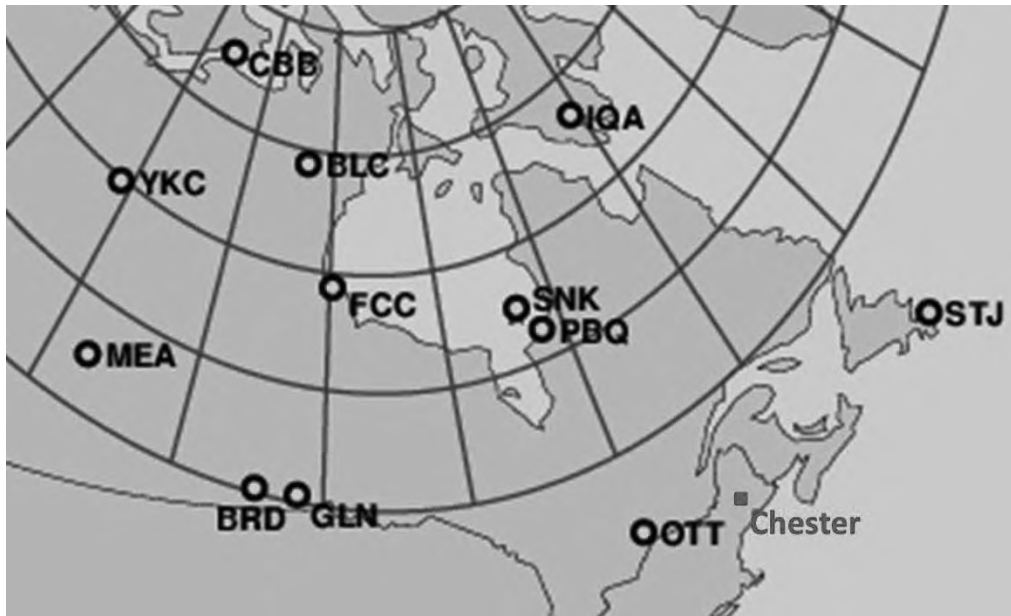 CBB
IQA
BLC
YKC
SNK
FCC
STJ
PBQ
MEA
BRD
GLN
Chester
OTT